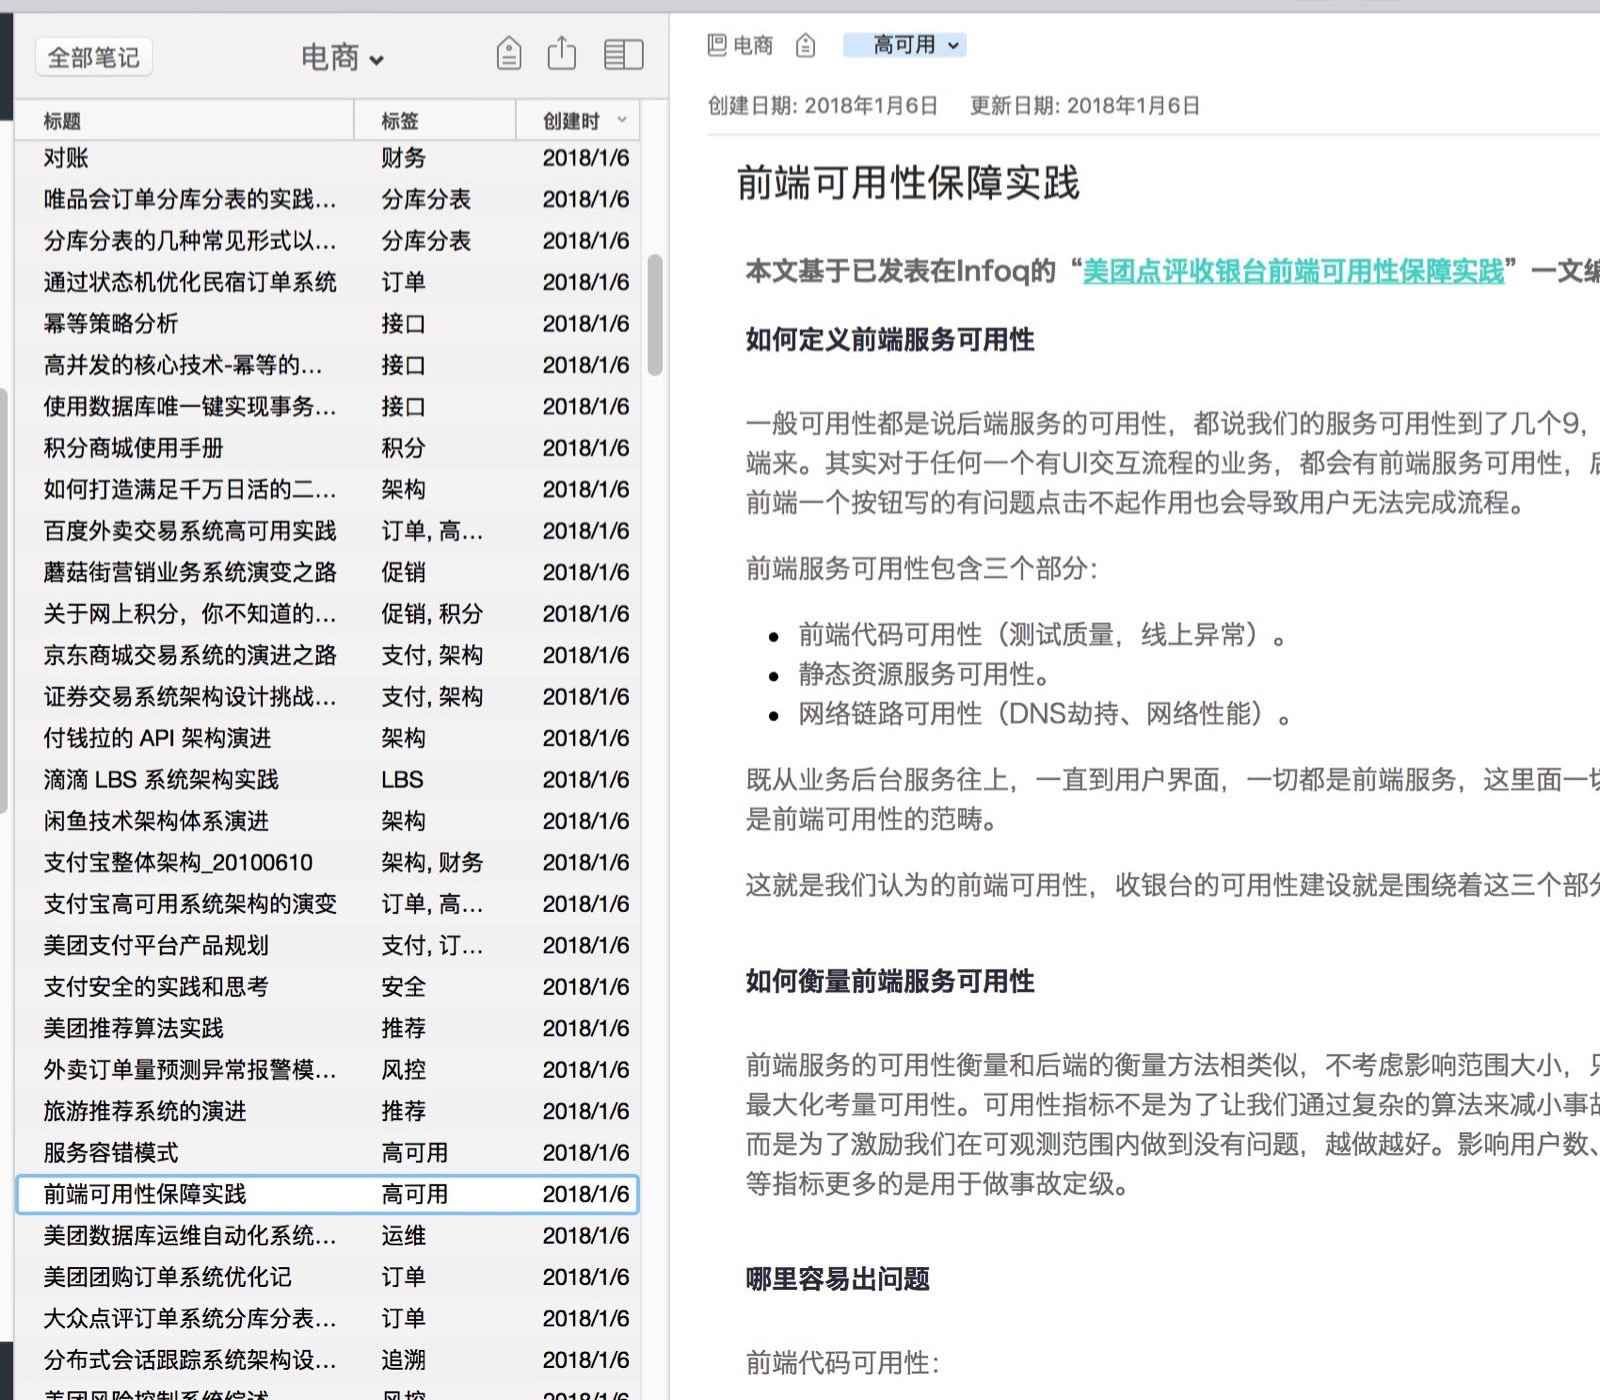 全部笔记
电商
标题 标签 创建时
对账 财务 2018/1/6
唯品会订单分库分表的实践... 分库分表 2018/1/6
分库分表的几种常见形式以... 分库分表 2018/1/6
通过状态机优化民宿订单系统 订单 2018/1/6
幂等策略分析 接口 2018/1/6
高并发的核心技术-幂等的... 接口 2018/1/6
使用数据库唯一键实现事务... 接口 2018/1/6
积分商城使用手册 积分 2018/1/6
如何打造满足千万日活的二... 架构 2018/1/6
百度外卖交易系统高可用实践 订单, 高... 2018/1/6
蘑菇街营销业务系统演变之路 促销 2018/1/6
关于网上积分，你不知道的... 促销, 积分 2018/1/6
京东商城交易系统的演进之路 支付, 架构 2018/1/6
证券交易系统架构设计挑战... 支付, 架构 2018/1/6
付钱拉的 API 架构演进 架构 2018/1/6
滴滴 LBS 系统架构实践 LBS 2018/1/6
闲鱼技术架构体系演进 架构 2018/1/6
支付宝整体架构_20100610 架构, 财务 2018/1/6
支付宝高可用系统架构的演变 订单, 高... 2018/1/6
美团支付平台产品规划 支付, 订... 2018/1/6
支付安全的实践和思考 安全 2018/1/6
美团推荐算法实践 推荐 2018/1/6
外卖订单量预测异常报警模... 风控 2018/1/6
旅游推荐系统的演进 推荐 2018/1/6
服务容错模式 高可用 2018/1/6
前端可用性保障实践 高可用 2018/1/6
美团数据库运维自动化系统... 运维 2018/1/6
美团团购订单系统优化记 订单 2018/1/6
大众点评订单系统分库分表... 订单 2018/1/6
分布式会话跟踪系统架构设... 追溯 2018/1/6
美团风险控制系统综述 风控 2018/1/6
电商 高可用
创建日期: 2018年1月6日 更新日期: 2018年1月6日
前端可用性保障实践
本文基于已发表在Infoq的“美团点评收银台前端可用性保障实践”一文编
如何定义前端服务可用性
一般可用性都是说后端服务的可用性，都说我们的服务可用性到了几个9，
端来。其实对于任何一个有UI交互流程的业务，都会有前端服务可用性，后
前端一个按钮写的有问题点击不起作用也会导致用户无法完成流程。
前端服务可用性包含三个部分：
● 前端代码可用性（测试质量，线上异常）。
● 静态资源服务可用性。
● 网络链路可用性（DNS劫持、网络性能）。
既从业务后台服务往上，一直到用户界面，一切都是前端服务，这里面一切
是前端可用性的范畴。
这就是我们认为的前端可用性，收银台的可用性建设就是围绕着这三个部分
如何衡量前端服务可用性
前端服务的可用性衡量和后端的衡量方法相类似，不考虑影响范围大小，只
最大化考量可用性。可用性指标不是为了让我们通过复杂的算法来减小事故
而是为了激励我们在可观测范围内做到没有问题，越做越好。影响用户数、
等指标更多的是用于做事故定级。
哪里容易出问题
前端代码可用性：